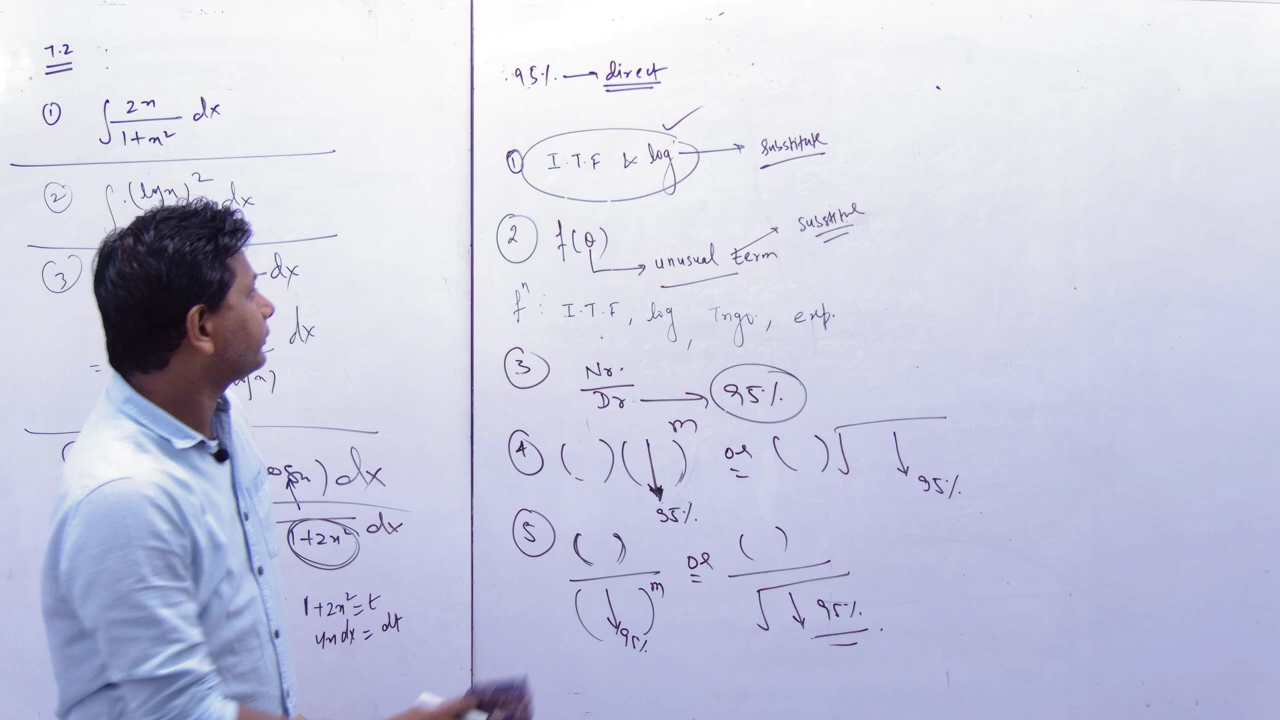 7.2 :
① ∫ 2x/(1+x²) dx
② ∫ (log x)² dx
③ dx
dx
=
) dx
1+2x² dx
1+2x² = t
4x dx = dt
95% → direct
① I.T.F & log → substitute
② f(θ) → unusual term → substitute
fⁿ : I.T.F, log, Trigo, exp.
③ Nr./Dr → 95%
④ ( ) ( ↓ )^m or ( ) √ ↓
95% 95%
⑤ ( )/( ↓ 95% )^m or ( )/√ ↓ 95%.